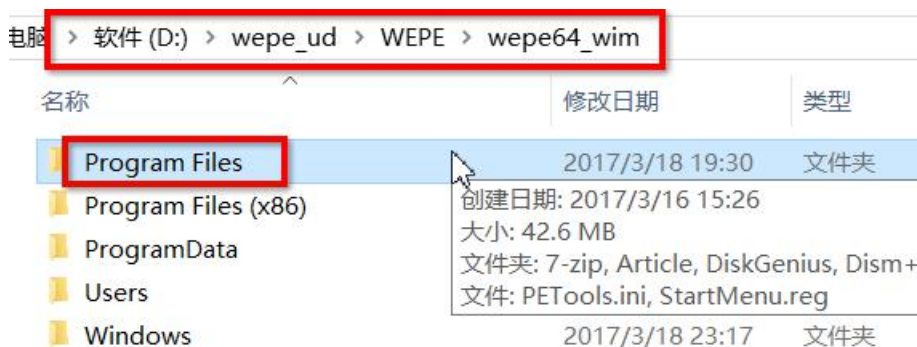 电脑 > 软件 (D:) > wepe_ud > WEPE > wepe64_wim
名称 修改日期 类型
Program Files 2017/3/18 19:30 文件夹
Program Files (x86)
创建日期: 2017/3/16 15:26
大小: 42.6 MB
ProgramData
文件夹: 7-zip, Article, DiskGenius, Dism+
Users
文件: PETools.ini, StartMenu.reg
Windows 2017/3/18 23:17 文件夹